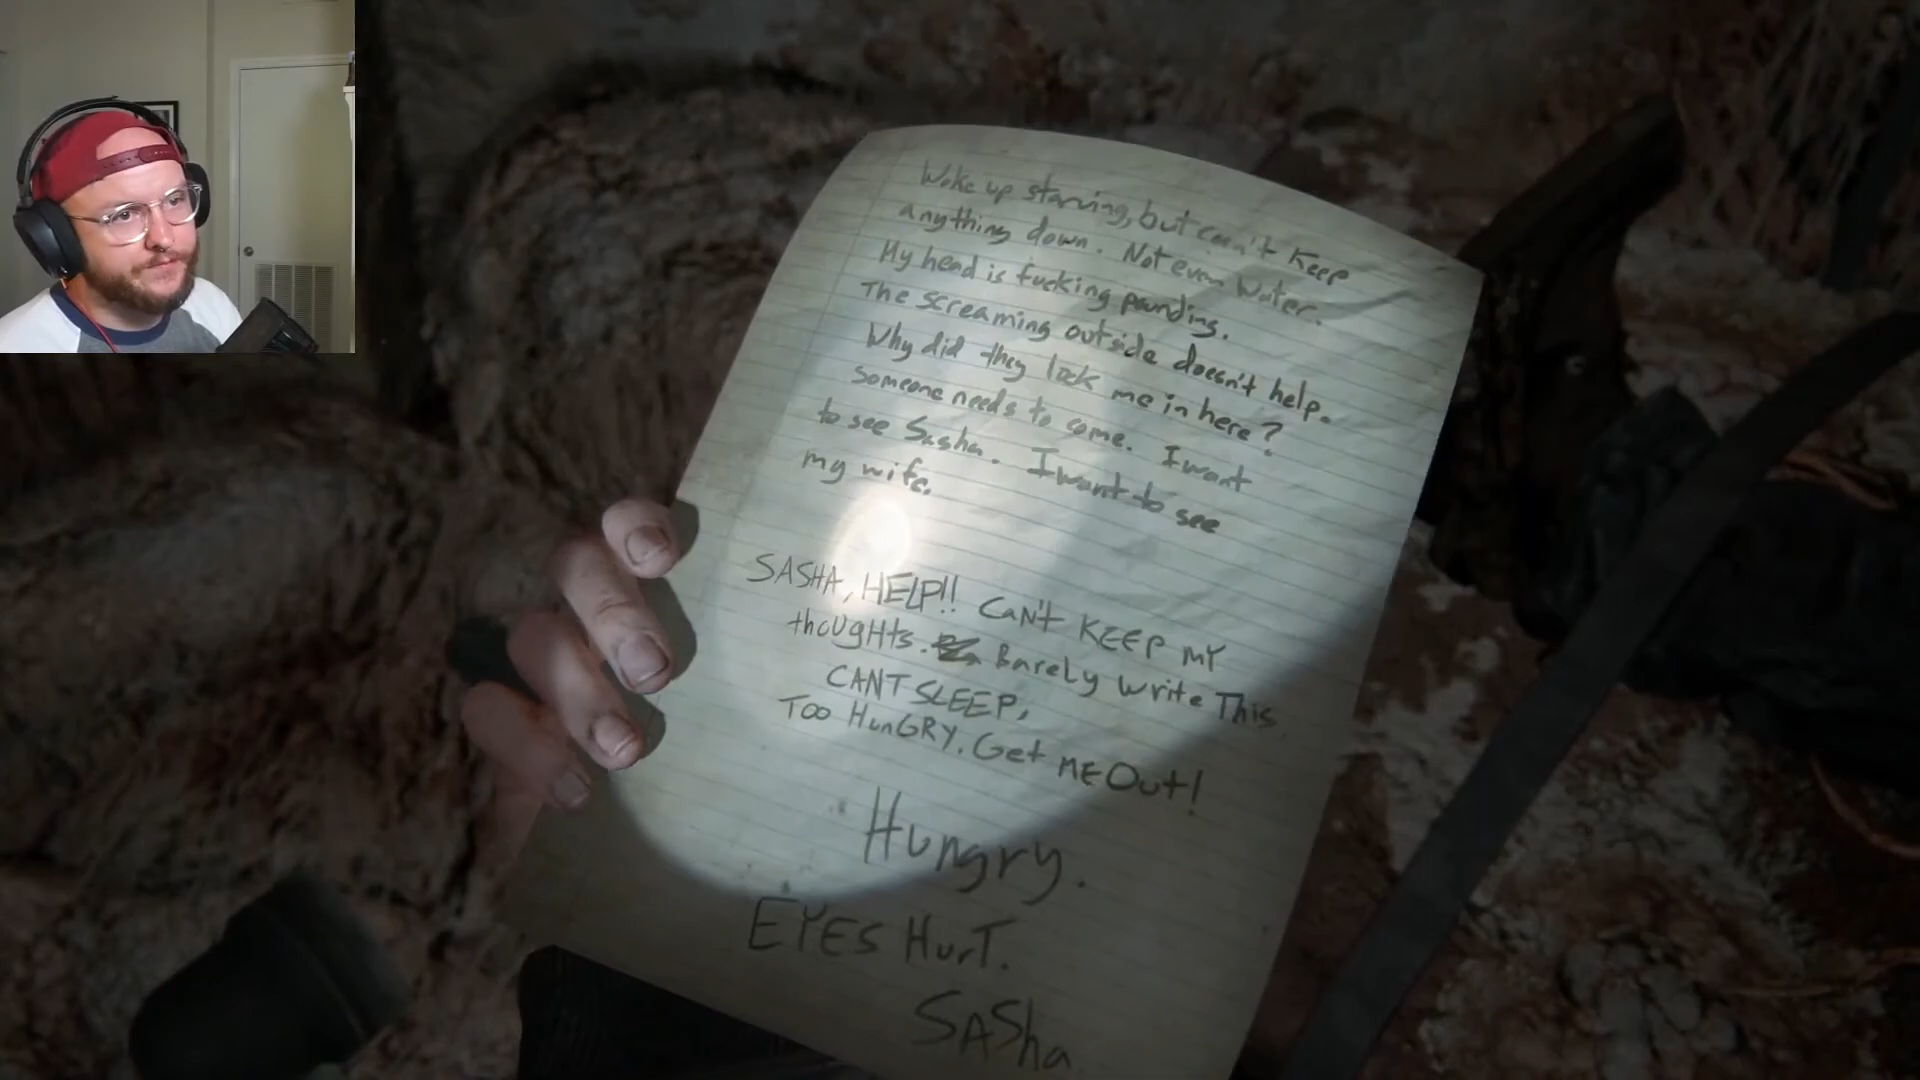 Woke up starving, but can't keep
anything down. Not even water.
My head is fucking pounding.
The screaming outside doesn't help.
Why did they lock me in here?
Someone needs to come. I want
to see Sasha. I want to see
my wife.
SASHA, HELP!! CaN't KEEP MY
thoUgHts. BareLy WritE This
CANT SLEEP,
TOO HunGRY. Get ME Out!
Hungry.
EYES HurT.
SASha